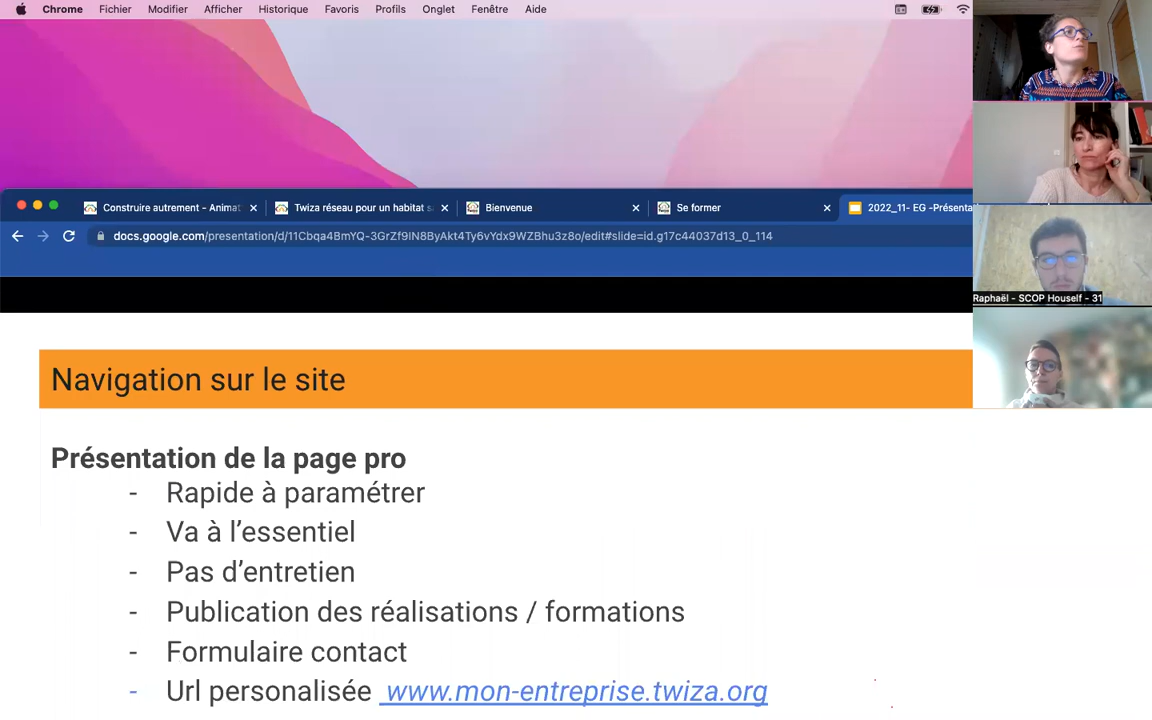 Chrome Fichier Modifier Afficher Historique Favoris Profils Onglet Fenêtre Aide
Construire autrement - Animat
Twiza réseau pour un habitat s
Bienvenue
Se former
2022_11- EG -Présenta
docs.google.com/presentation/d/11Cbqa4BmYQ-3GrZf9IN8ByAkt4Ty6vYdx9WZBhu3z8o/edit#slide=id.g17c44037d13_0_114
Raphaël - SCOP Houself - 31
Navigation sur le site
Présentation de la page pro
- Rapide à paramétrer
- Va à l’essentiel
- Pas d’entretien
- Publication des réalisations / formations
- Formulaire contact
- Url personalisée www.mon-entreprise.twiza.org